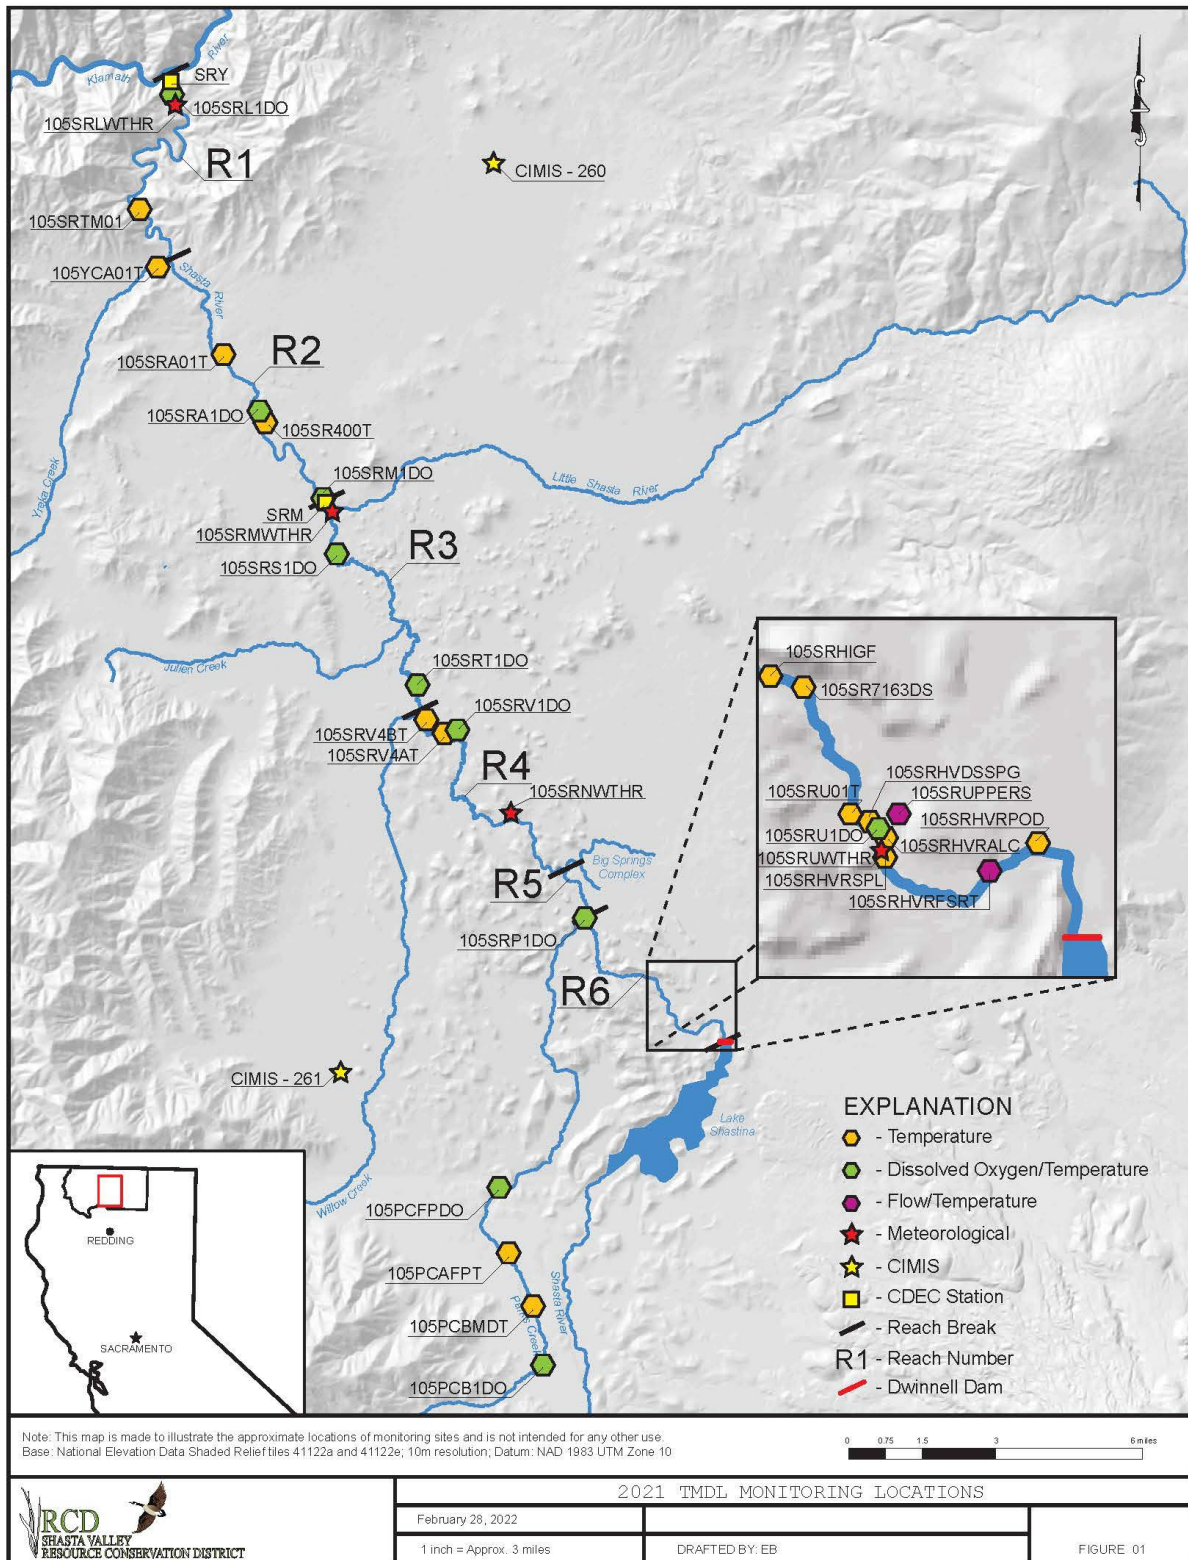 Klamath
River
SRY
105SRL1DO
105SRLWTHR
R1
CIMIS - 260
105SRTM01
105YCA01T
Shasta
River
105SRA01T
R2
105SRA1DO
105SR400T
Yreka Creek
105SRM1DO
Little Shasta River
SRM
105SRMWTHR
105SRS1DO
R3
Julien Creek
105SRT1DO
105SRV1DO
105SRV4BT
105SRV4AT
R4
105SRNWTHR
Big Springs
Complex
R5
105SRP1DO
R6
105SRHIGF
105SR7163DS
105SRHVDSSPG
105SRU01T
105SRUPPERS
105SRHVRPOD
105SRU1DO
105SRHVRALC
105SRUWTHR
105SRHVRSPL
105SRHVRFSRT
CIMIS - 261
Lake
Shastina
Willow Creek
105PCFPDO
105PCAFPT
105PCBMDT
Parks Creek
Shasta River
105PCB1DO
REDDING
SACRAMENTO
EXPLANATION
- Temperature
- Dissolved Oxygen/Temperature
- Flow/Temperature
- Meteorological
- CIMIS
- CDEC Station
- Reach Break
R1 - Reach Number
- Dwinnell Dam
Note: This map is made to illustrate the approximate locations of monitoring sites and is not intended for any other use.
Base: National Elevation Data Shaded Relief tiles 41122a and 41122e; 10m resolution; Datum: NAD 1983 UTM Zone 10
0 0.75 1.5 3 6 miles
RCD
SHASTA VALLEY
RESOURCE CONSERVATION DISTRICT
2021 TMDL MONITORING LOCATIONS
February 28, 2022
1 inch = Approx. 3 miles
DRAFTED BY: EB
FIGURE 01